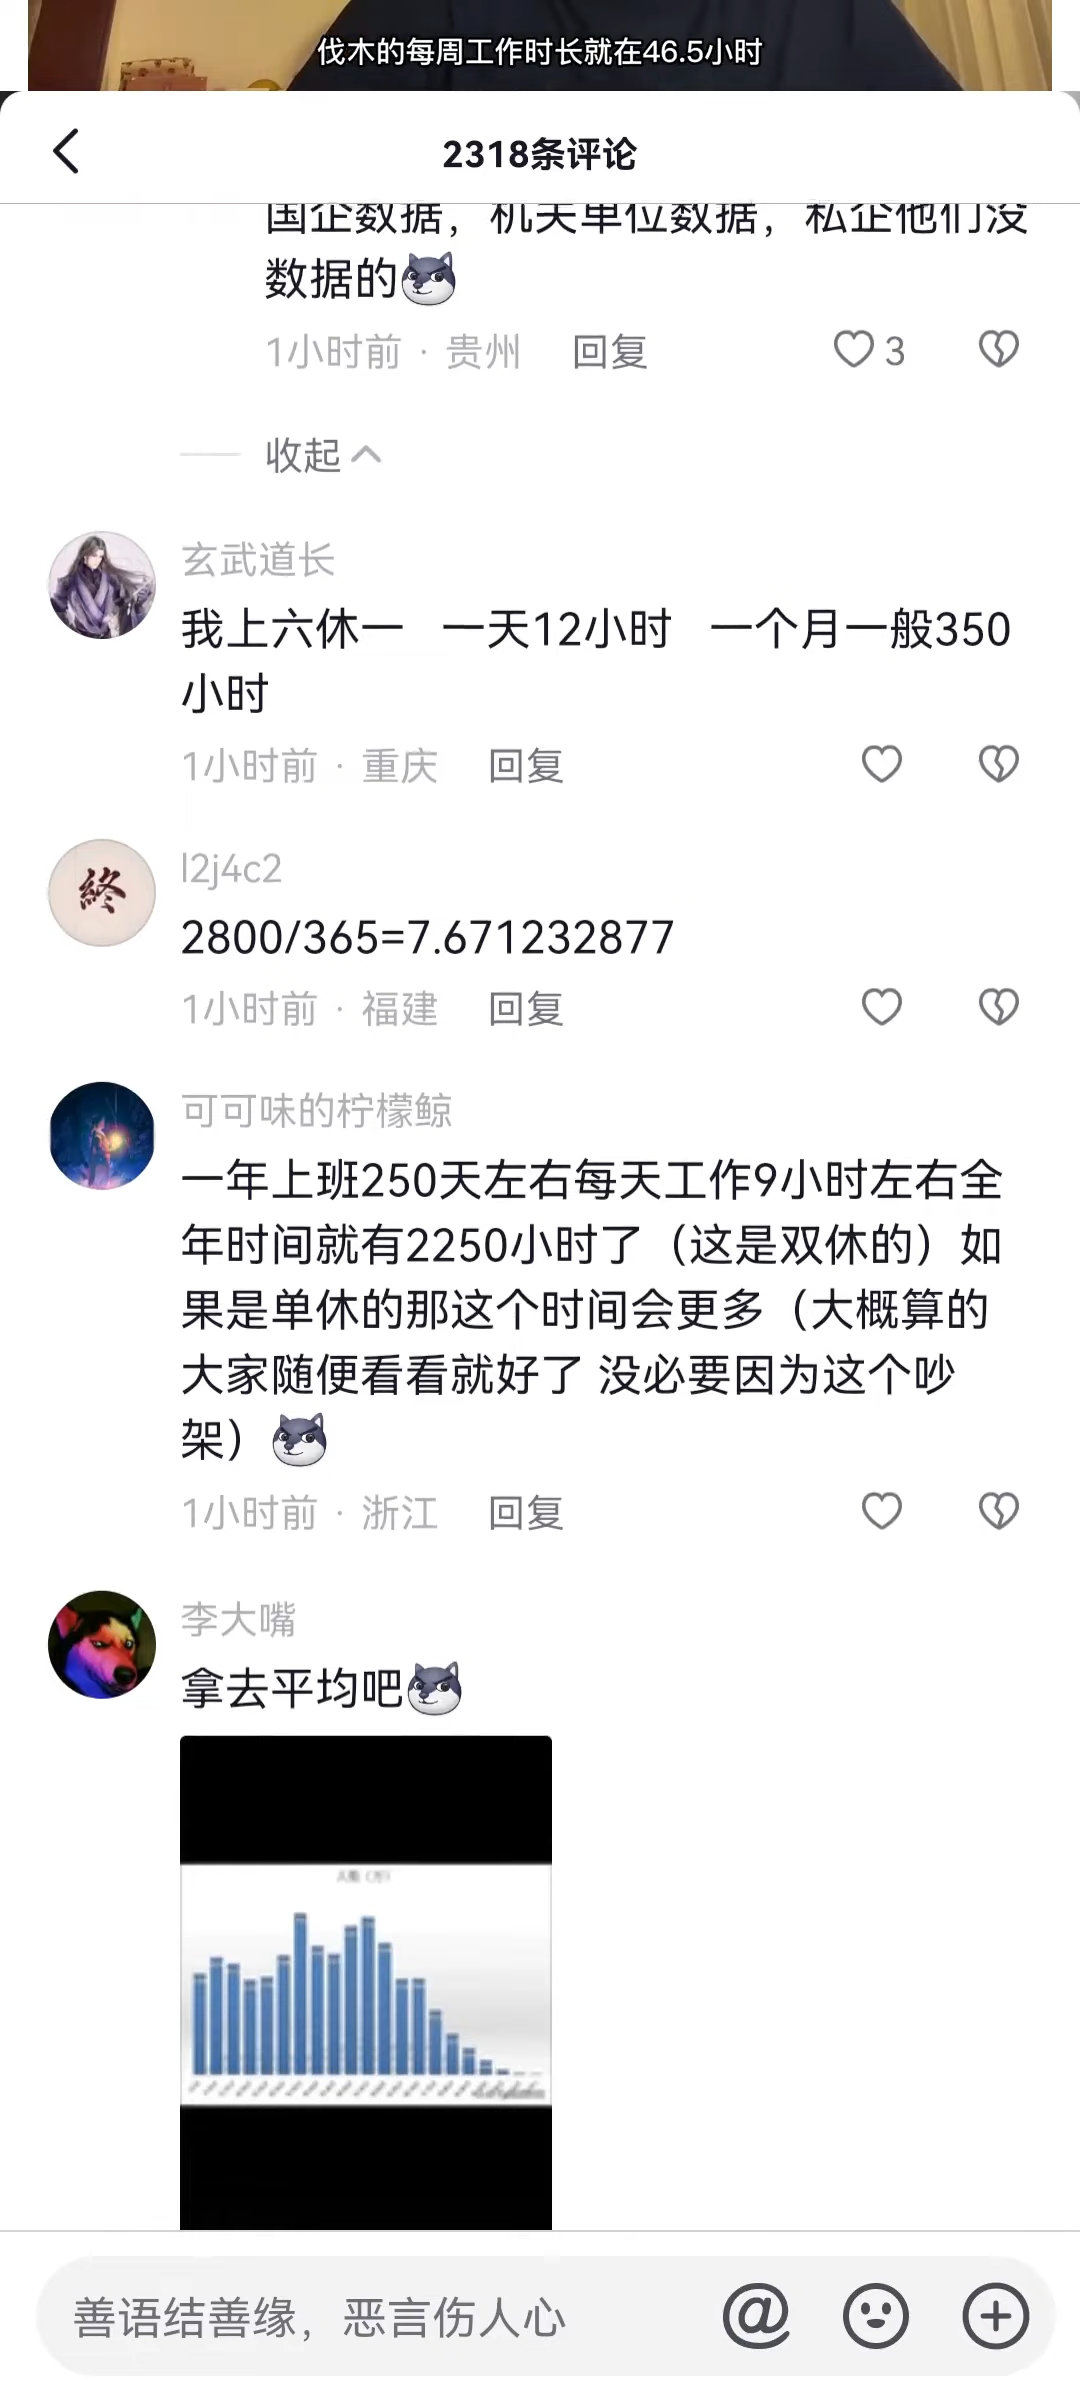 伐木的每周工作时长就在46.5小时
2318条评论
国企数据，机关单位数据，私企他们没
数据的
1小时前 · 贵州 回复 3
收起
玄武道长
我上六休一 一天12小时 一个月一般350
小时
1小时前 · 重庆 回复
終
l2j4c2
2800/365=7.671232877
1小时前 · 福建 回复
可可味的柠檬鲸
一年上班250天左右每天工作9小时左右全
年时间就有2250小时了（这是双休的）如
果是单休的那这个时间会更多（大概算的
大家随便看看就好了 没必要因为这个吵
架）
1小时前 · 浙江 回复
李大嘴
拿去平均吧
善语结善缘，恶言伤人心